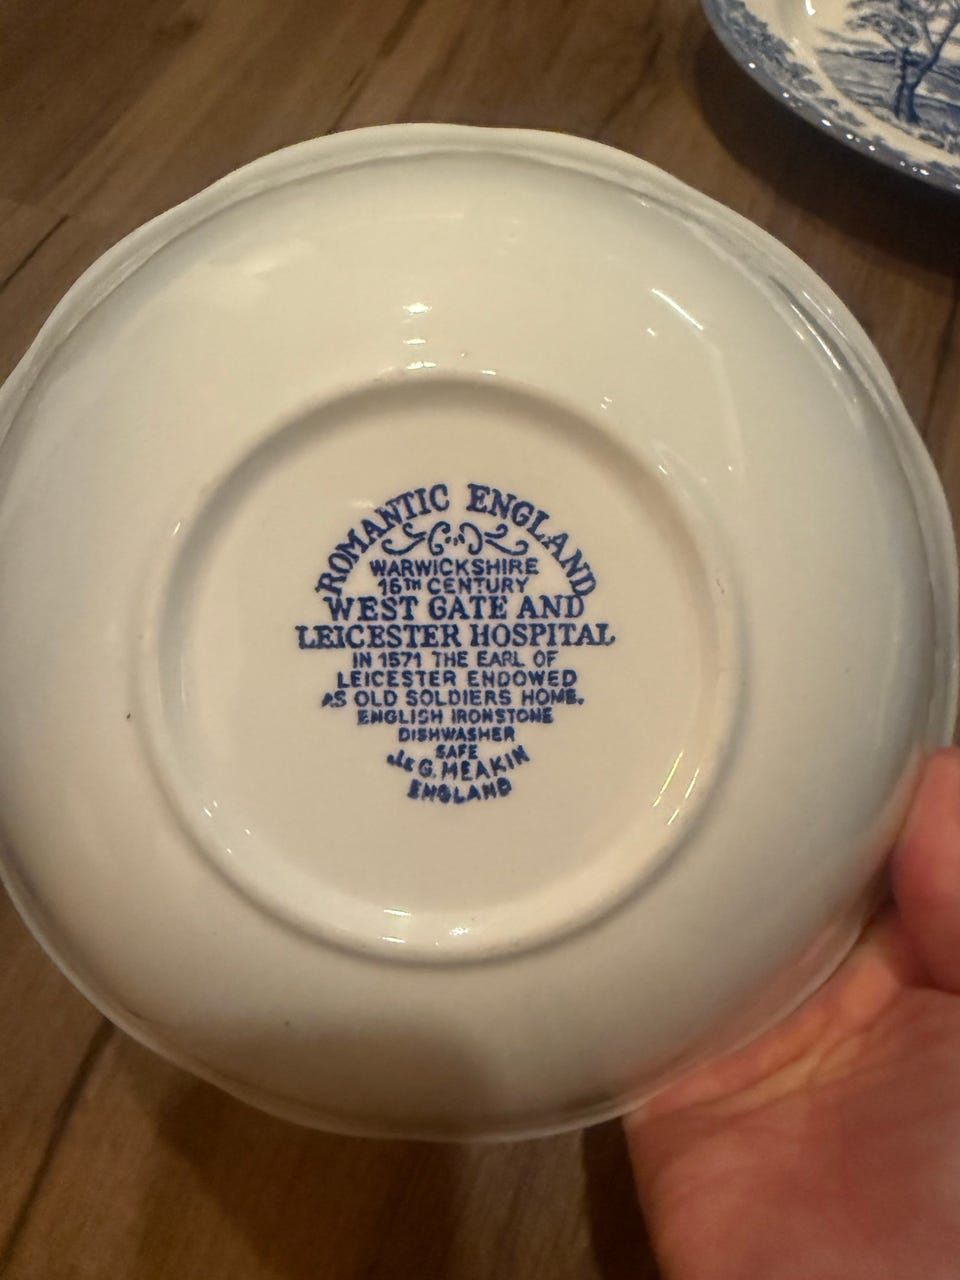 ROMANTIC ENGLAND
WARWICKSHIRE
16TH CENTURY
WEST GATE AND
LEICESTER HOSPITAL
IN 1571 THE EARL OF
LEICESTER ENDOWED
AS OLD SOLDIERS HOME.
ENGLISH IRONSTONE
DISHWASHER
SAFE
J & G. MEAKIN
ENGLAND